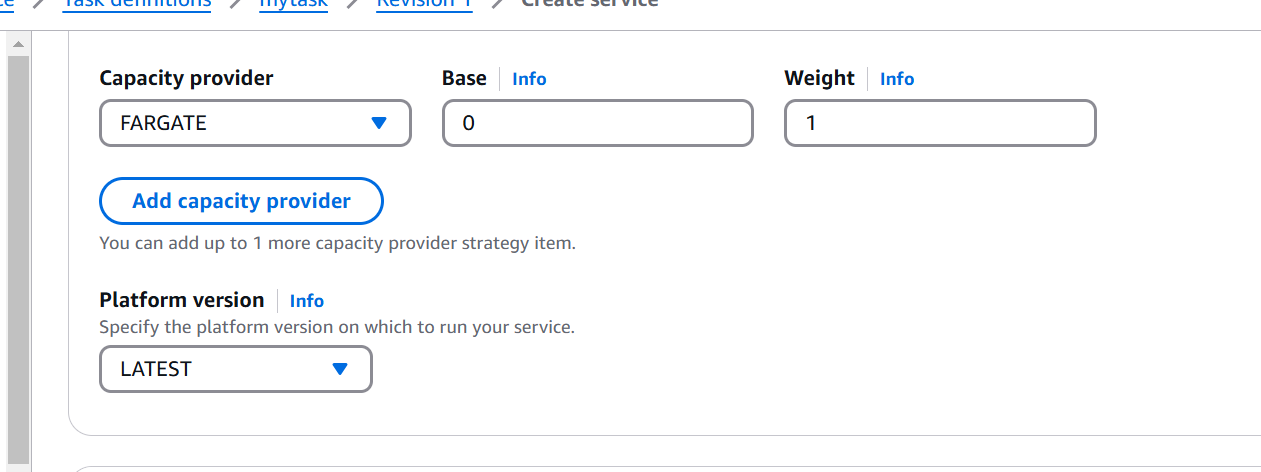 Task definitions mytask Revision 1 Create service
Capacity provider Base Info Weight Info
FARGATE 0 1
Add capacity provider
You can add up to 1 more capacity provider strategy item.
Platform version Info
Specify the platform version on which to run your service.
LATEST